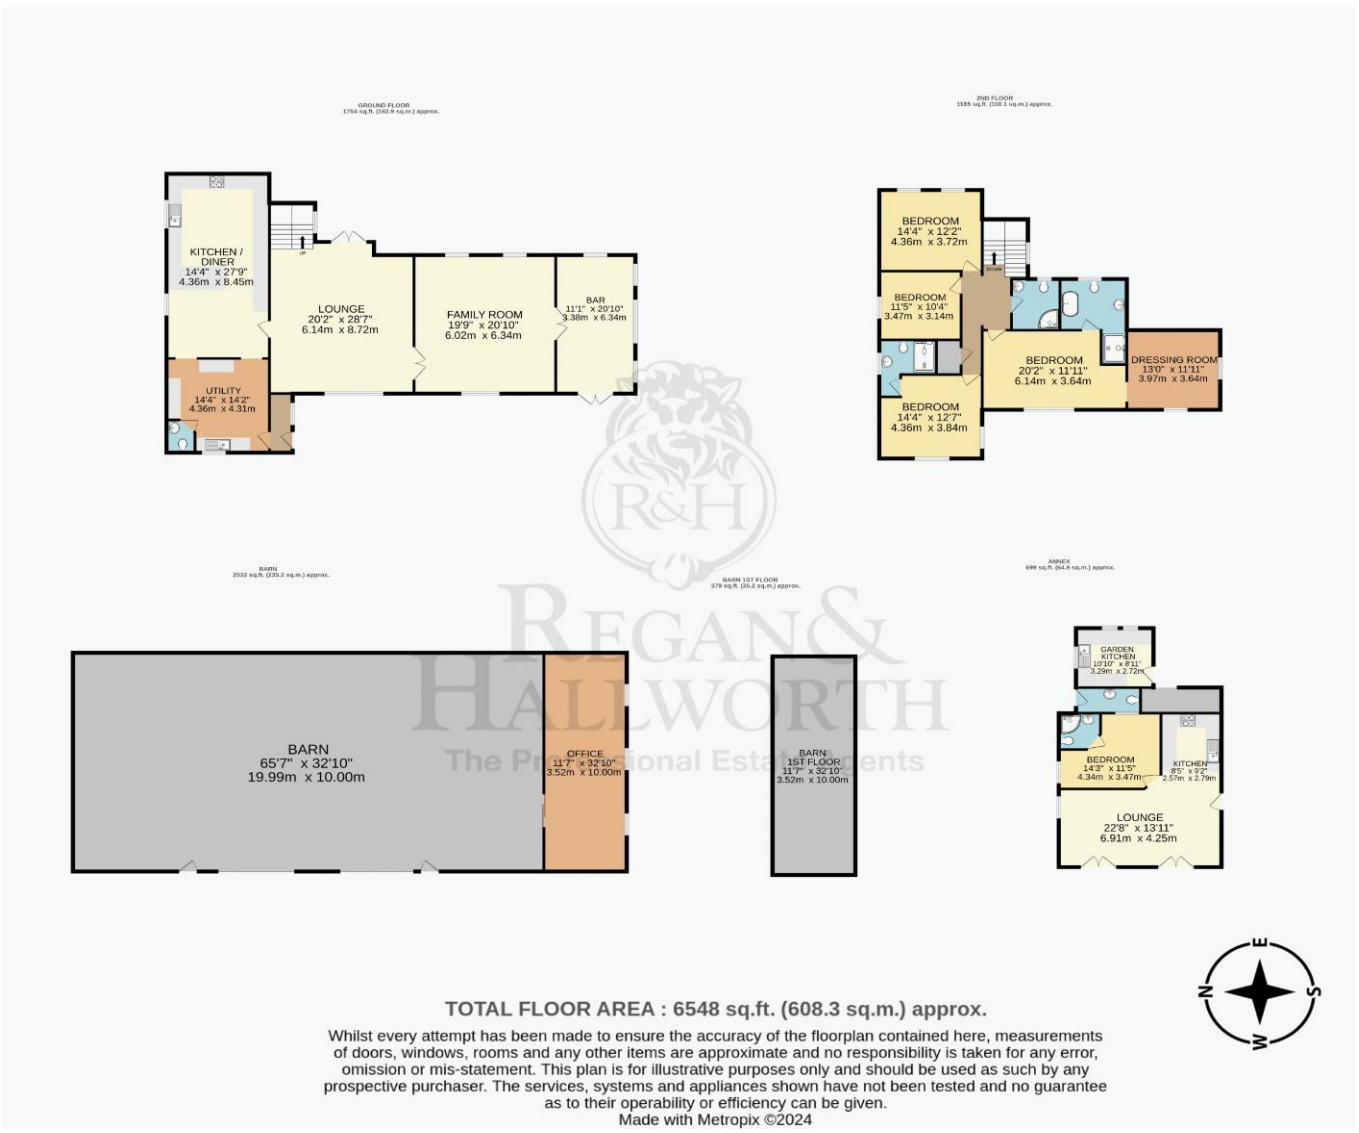 GROUND FLOOR
1754 sq.ft. (162.9 sq.m.) approx.
2ND FLOOR
1185 sq.ft. (110.1 sq.m.) approx.
KITCHEN /
DINER
14'4" x 27'9"
4.36m x 8.45m
UP
LOUNGE
20'2" x 28'7"
6.14m x 8.72m
FAMILY ROOM
19'9" x 20'10"
6.02m x 6.34m
BAR
11'1" x 20'10"
3.38m x 6.34m
UTILITY
14'4" x 14'2"
4.36m x 4.31m
BEDROOM
14'4" x 12'2"
4.36m x 3.72m
DOWN
BEDROOM
11'5" x 10'4"
3.47m x 3.14m
BEDROOM
20'2" x 11'11"
6.14m x 3.64m
DRESSING ROOM
13'0" x 11'11"
3.97m x 3.64m
BEDROOM
14'4" x 12'7"
4.36m x 3.84m
R&H
REGAN &
HALLWORTH
The Professional Estate Agents
BARN
2532 sq.ft. (235.2 sq.m.) approx.
BARN 1ST FLOOR
379 sq.ft. (35.2 sq.m.) approx.
ANNEX
699 sq.ft. (64.9 sq.m.) approx.
BARN
65'7" x 32'10"
19.99m x 10.00m
OFFICE
11'7" x 32'10"
3.52m x 10.00m
BARN
1ST FLOOR
11'7" x 32'10"
3.52m x 10.00m
GARDEN
KITCHEN
10'10" x 8'11"
3.29m x 2.72m
BEDROOM
14'3" x 11'5"
4.34m x 3.47m
KITCHEN
8'5" x 9'2"
2.57m x 2.79m
LOUNGE
22'8" x 13'11"
6.91m x 4.25m
E
N
S
W
TOTAL FLOOR AREA : 6548 sq.ft. (608.3 sq.m.) approx.
Whilst every attempt has been made to ensure the accuracy of the floorplan contained here, measurements
of doors, windows, rooms and any other items are approximate and no responsibility is taken for any error,
omission or mis-statement. This plan is for illustrative purposes only and should be used as such by any
prospective purchaser. The services, systems and appliances shown have not been tested and no guarantee
as to their operability or efficiency can be given.
Made with Metropix ©2024